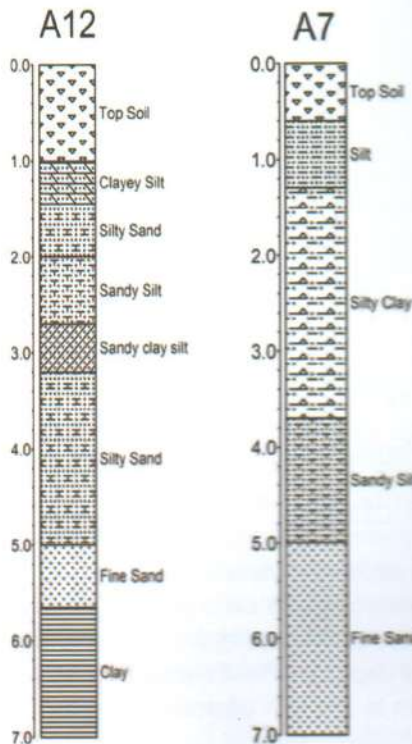 A12
0.0
Top Soil
1.0
Clayey Silt
Silty Sand
2.0
Sandy Silt
Sandy clay silt
3.0
4.0
Silty Sand
5.0
Fine Sand
6.0
Clay
7.0
A7
0.0
Top Soil
1.0
Silt
2.0
Silty Clay
3.0
4.0
Sandy Sil
5.0
6.0
Fine Sand
7.0